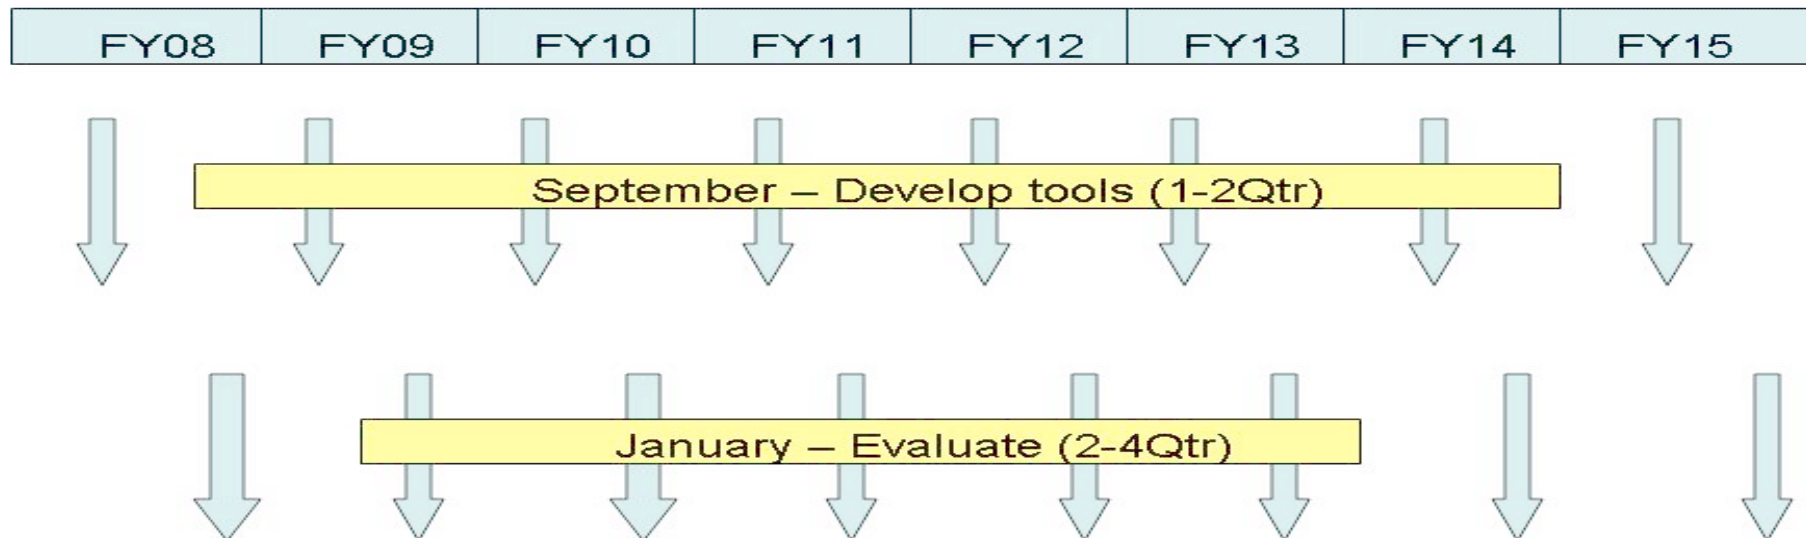 FY08 FY09 FY10 FY11 FY12 FY13 FY14 FY15
September – Develop tools (1-2Qtr)
January – Evaluate (2-4Qtr)